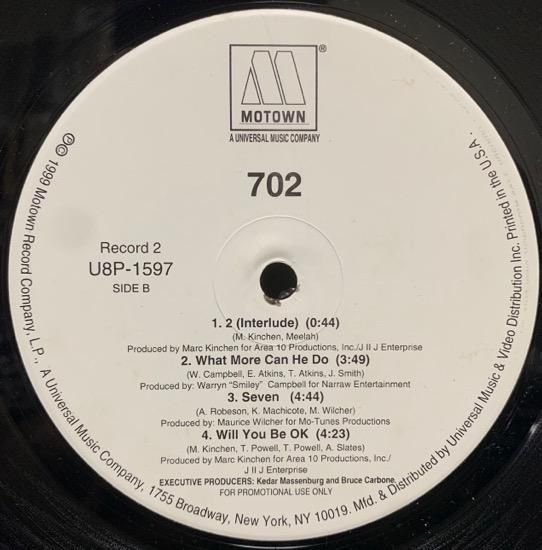 ®
MOTOWN
A UNIVERSAL MUSIC COMPANY
702
Record 2
U8P-1597
SIDE B
1. 2 (Interlude) (0:44)
(M. Kinchen, Meelah)
Produced by Marc Kinchen for Area 10 Productions, Inc./J II J Enterprise
2. What More Can He Do (3:49)
(W. Campbell, E. Atkins, T. Atkins, J. Smith)
Produced by: Warryn "Smiley" Campbell for Narraw Entertainment
3. Seven (4:44)
(A. Robeson, K. Machicote, M. Wilcher)
Produced by: Maurice Wilcher for Mo-Tunes Productions
4. Will You Be OK (4:23)
(M. Kinchen, T. Powell, T. Powell, A. Slates)
Produced by Marc Kinchen for Area 10 Productions, Inc./
J II J Enterprise
EXECUTIVE PRODUCERS: Kedar Massenburg and Bruce Carbone
FOR PROMOTIONAL USE ONLY
℗© 1999 Motown Record Company, L.P., A Universal Music Company, 1755 Broadway, New York, NY 10019. Mfd. & Distributed by Universal Music & Video Distribution Inc. Printed in the U.S.A.